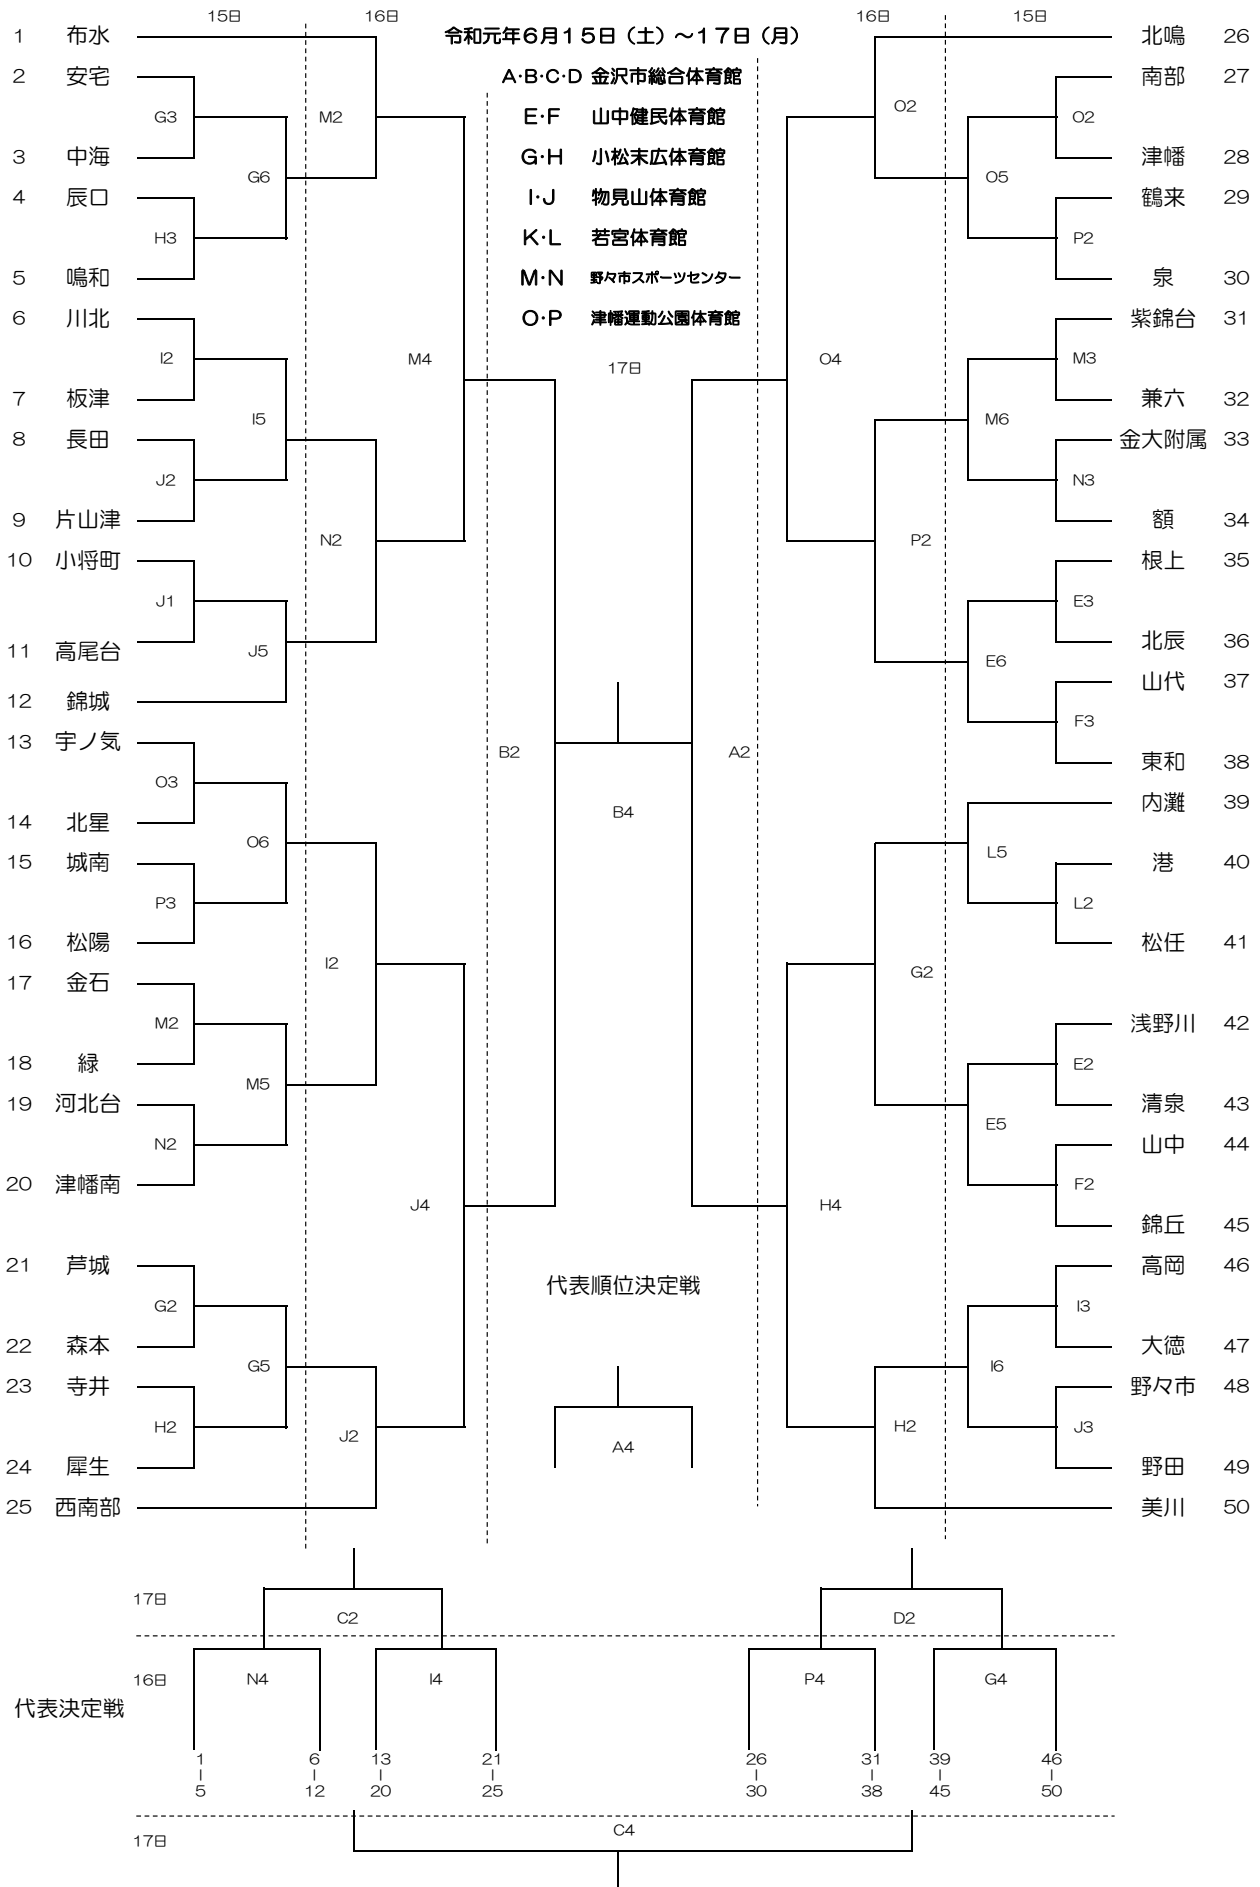 15日 16日 令和元年6月15日（土）～17日（月） 16日 15日
1 布水
2 安宅
G3
3 中海
G6
4 辰口
H3
5 鳴和
M2
6 川北
I2
7 板津
I5
8 長田
J2
9 片山津
N2
10 小将町
J1
11 高尾台
J5
12 錦城
M4
13 宇ノ気
O3
14 北星
O6
15 城南
P3
16 松陽
I2
17 金石
M2
18 緑
M5
19 河北台
N2
20 津幡南
J4
21 芦城
G2
22 森本
G5
23 寺井
H2
24 犀生
J2
25 西南部
A・B・C・D 金沢市総合体育館
E・F 山中健民体育館
G・H 小松末広体育館
I・J 物見山体育館
K・L 若宮体育館
M・N 野々市スポーツセンター
O・P 津幡運動公園体育館
17日
B2 A2
B4
代表順位決定戦
A4
北鳴 26
南部 27
O2
O2
津幡 28
O5
鶴来 29
P2
泉 30
紫錦台 31
O4
M3
兼六 32
M6
金大附属 33
N3
額 34
P2
根上 35
E3
北辰 36
E6
山代 37
F3
東和 38
内灘 39
L5
港 40
L2
松任 41
G2
浅野川 42
E2
清泉 43
E5
山中 44
F2
錦丘 45
H4
高岡 46
I3
大徳 47
I6
野々市 48
H2
J3
野田 49
美川 50
17日
C2 D2
16日
N4 I4 P4 G4
代表決定戦
1 6 13 21 26 31 39 46
| | | | | | | |
5 12 20 25 30 38 45 50
C4
17日